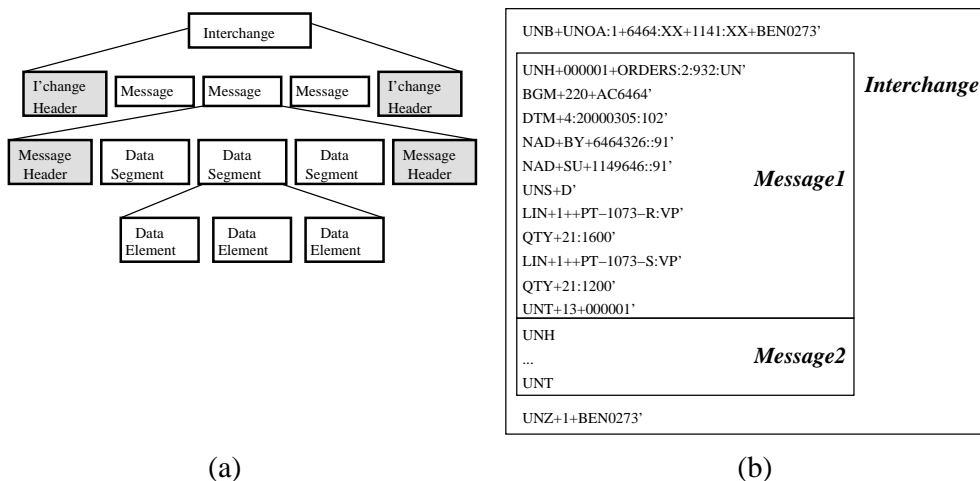 Interchange
I'change Header
Message
Message
Message
I'change Header
Message Header
Data Segment
Data Segment
Data Segment
Message Header
Data Element
Data Element
Data Element
(a)
UNB+UNOA:1+6464:XX+1141:XX+BEN0273’
UNH+000001+ORDERS:2:932:UN’
BGM+220+AC6464’
DTM+4:20000305:102’
NAD+BY+6464326::91’
NAD+SU+1149646::91’
UNS+D’
LIN+1++PT–1073–R:VP’
QTY+21:1600’
LIN+1++PT–1073–S:VP’
QTY+21:1200’
UNT+13+000001’
Message1
Interchange
UNH
...
UNT
Message2
UNZ+1+BEN0273’
(b)